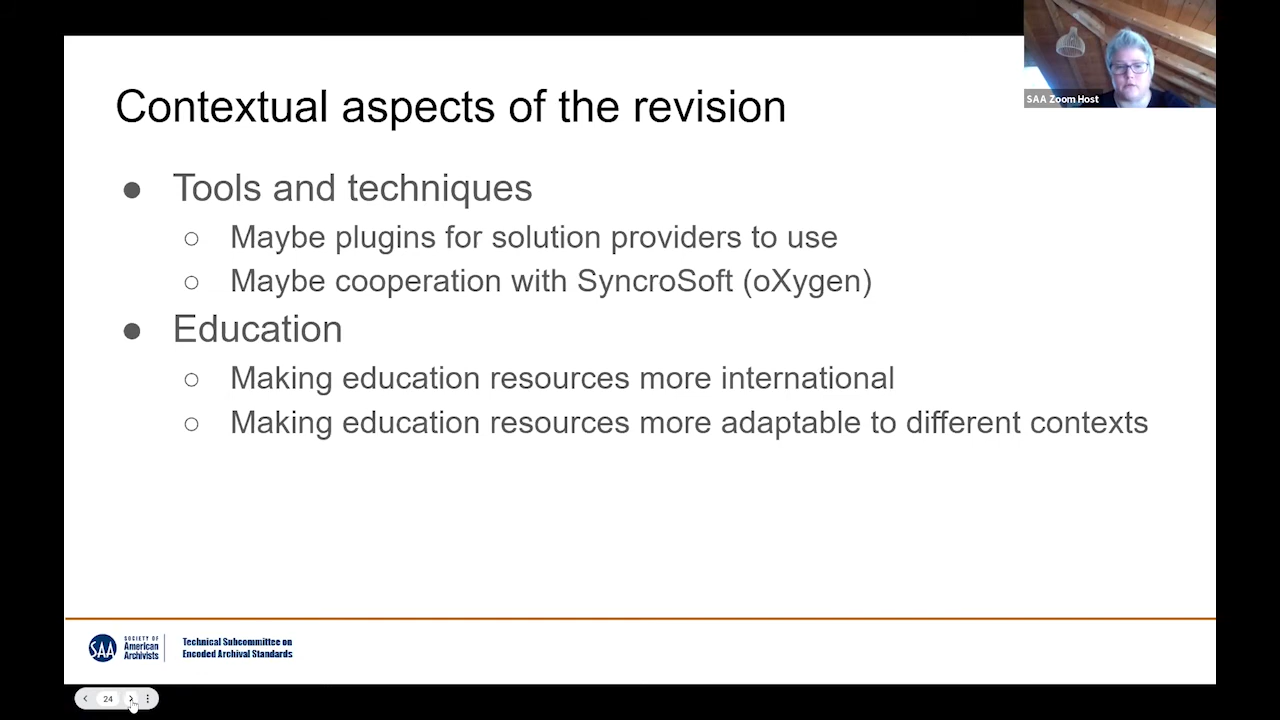 Contextual aspects of the revision
SAA Zoom Host
● Tools and techniques
○ Maybe plugins for solution providers to use
○ Maybe cooperation with SyncroSoft (oXygen)
● Education
○ Making education resources more international
○ Making education resources more adaptable to different contexts
SAA
SOCIETY OF
American
Archivists
Technical Subcommittee on
Encoded Archival Standards
24